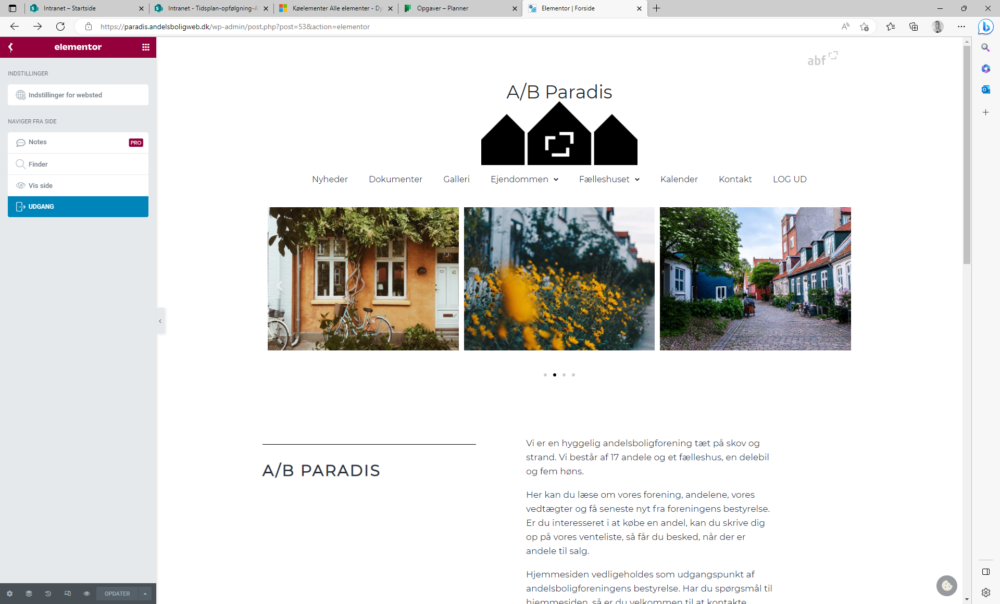 Intranet – Startside
Intranet - Tidsplan-opfølgning-A
Køelementer Alle elementer - Dy
Opgaver – Planner
Elementor | Forside
https://paradis.andelsboligweb.dk/wp-admin/post.php?post=53&action=elementor
elementor
INDSTILLINGER
Indstillinger for websted
NAVIGER FRA SIDE
Notes
PRO
Finder
Vis side
UDGANG
OPDATER
abf
A/B Paradis
Nyheder
Dokumenter
Galleri
Ejendommen
Fælleshuset
Kalender
Kontakt
LOG UD
42
A/B PARADIS
Vi er en hyggelig andelsboligforening tæt på skov og
strand. Vi består af 17 andele og et fælleshus, en delebil
og fem høns.
Her kan du læse om vores forening, andelene, vores
vedtægter og få seneste nyt fra foreningens bestyrelse.
Er du interesseret i at købe en andel, kan du skrive dig
op på vores venteliste, så får du besked, når der er
andele til salg.
Hjemmesiden vedligeholdes som udgangspunkt af
andelsboligforeningens bestyrelse. Har du spørgsmål til
hjemmesiden, så er du velkommen til at kontakte